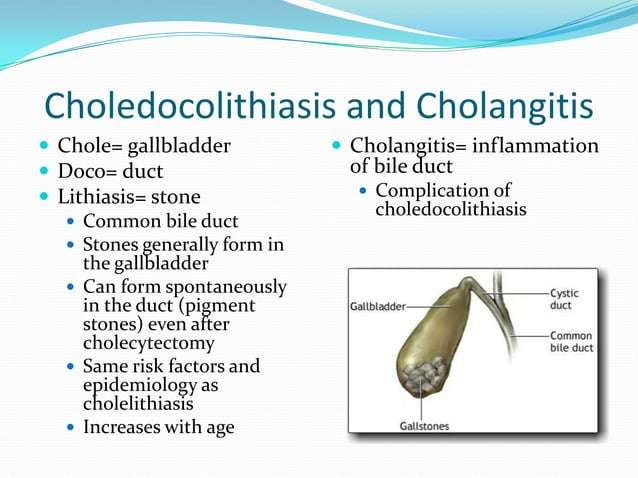 Choledocolithiasis and Cholangitis
Chole= gallbladder
Doco= duct
Lithiasis= stone
Common bile duct
Stones generally form in
the gallbladder
Can form spontaneously
in the duct (pigment
stones) even after
cholecytectomy
Same risk factors and
epidemiology as
cholelithiasis
Increases with age
Cholangitis= inflammation
of bile duct
Complication of
choledocolithiasis
Gallbladder
Cystic
duct
Common
bile duct
Gallstones